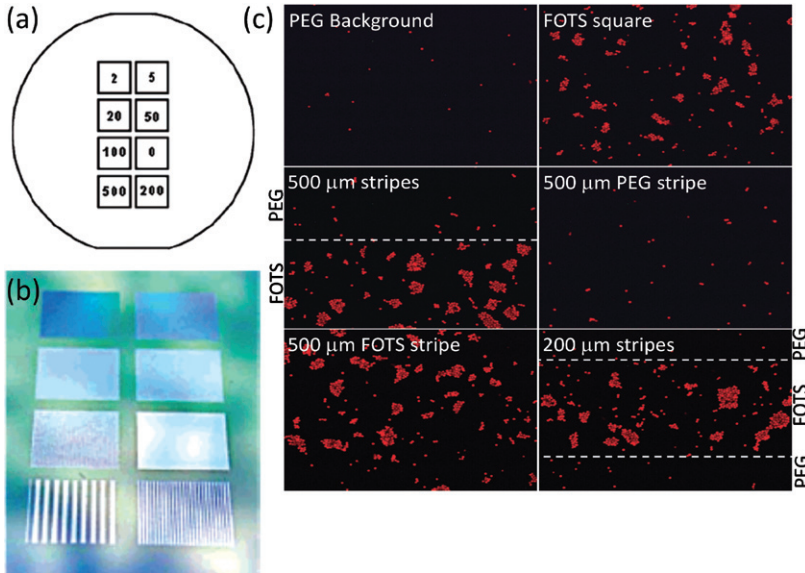 (a)
2 5
20 50
100 0
500 200
(b)
(c)
PEG Background
FOTS square
500 µm stripes
500 µm PEG stripe
PEG
FOTS
500 µm FOTS stripe
200 µm stripes
PEG
FOTS
PEG